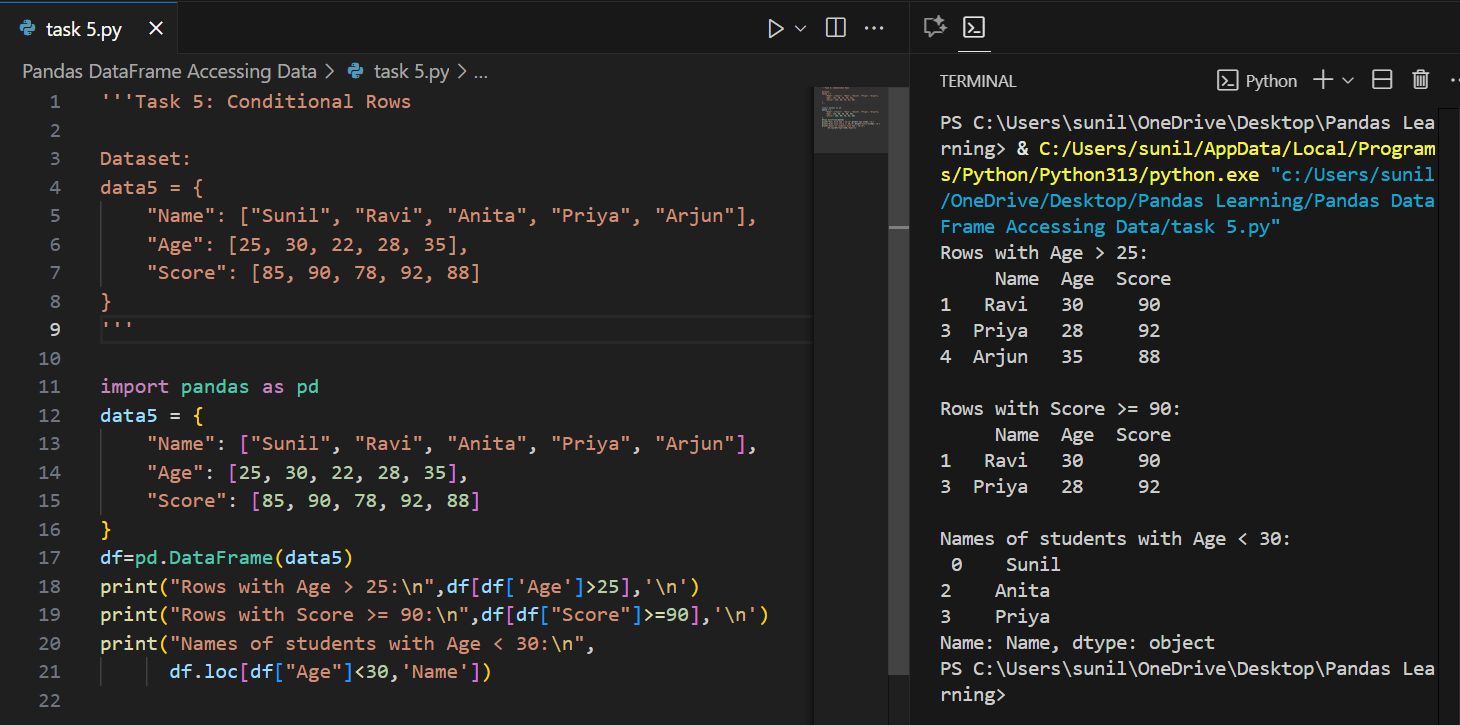 task 5.py
Pandas DataFrame Accessing Data > task 5.py > ...
1 '''Task 5: Conditional Rows
2
3 Dataset:
4 data5 = {
5     "Name": ["Sunil", "Ravi", "Anita", "Priya", "Arjun"],
6     "Age": [25, 30, 22, 28, 35],
7     "Score": [85, 90, 78, 92, 88]
8 }
9 '''
10
11 import pandas as pd
12 data5 = {
13     "Name": ["Sunil", "Ravi", "Anita", "Priya", "Arjun"],
14     "Age": [25, 30, 22, 28, 35],
15     "Score": [85, 90, 78, 92, 88]
16 }
17 df=pd.DataFrame(data5)
18 print("Rows with Age > 25:\n",df[df['Age']>25],'\n')
19 print("Rows with Score >= 90:\n",df[df["Score"]>=90],'\n')
20 print("Names of students with Age < 30:\n",
21       df.loc[df["Age"]<30,'Name'])
22
TERMINAL
Python
PS C:\Users\sunil\OneDrive\Desktop\Pandas Lea
rning> & C:/Users/sunil/AppData/Local/Program
s/Python/Python313/python.exe "c:/Users/sunil
/OneDrive/Desktop/Pandas Learning/Pandas Data
Frame Accessing Data/task 5.py"
Rows with Age > 25:
     Name  Age  Score
1   Ravi   30     90
3  Priya   28     92
4  Arjun   35     88

Rows with Score >= 90:
     Name  Age  Score
1   Ravi   30     90
3  Priya   28     92

Names of students with Age < 30:
 0    Sunil
2    Anita
3    Priya
Name: Name, dtype: object
PS C:\Users\sunil\OneDrive\Desktop\Pandas Lea
rning>